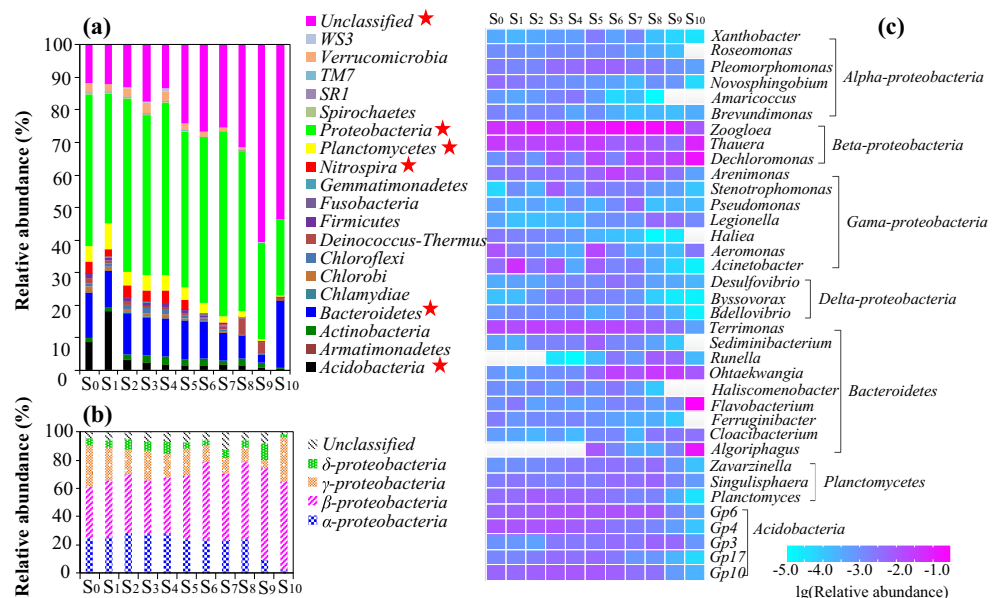 (a)
Relative abundance (%)
100
90
80
70
60
50
40
30
20
10
0
S0 S1 S2 S3 S4 S5 S6 S7 S8 S9 S10
Unclassified
WS3
Verrucomicrobia
TM7
SR1
Spirochaetes
Proteobacteria
Planctomycetes
Nitrospira
Gemmatimonadetes
Fusobacteria
Firmicutes
Deinococcus-Thermus
Chloroflexi
Chlorobi
Chlamydiae
Bacteroidetes
Actinobacteria
Armatimonadetes
Acidobacteria
(b)
Relative abundance (%)
100
80
60
40
20
0
S0 S1 S2 S3 S4 S5 S6 S7 S8 S9 S10
Unclassified
δ-proteobacteria
γ-proteobacteria
β-proteobacteria
α-proteobacteria
(c)
S0 S1 S2 S3 S4 S5 S6 S7 S8 S9 S10
Xanthobacter
Roseomonas
Pleomorphomonas
Novosphingobium
Amaricoccus
Brevundimonas
Alpha-proteobacteria
Zoogloea
Thauera
Dechloromonas
Beta-proteobacteria
Arenimonas
Stenotrophomonas
Pseudomonas
Legionella
Haliea
Aeromonas
Acinetobacter
Gama-proteobacteria
Desulfovibrio
Byssovorax
Bdellovibrio
Delta-proteobacteria
Terrimonas
Sediminibacterium
Runella
Ohtaekwangia
Haliscomenobacter
Flavobacterium
Ferruginibacter
Cloacibacterium
Algoriphagus
Bacteroidetes
Zavarzinella
Singulisphaera
Planctomyces
Planctomycetes
Gp6
Gp4
Gp3
Gp17
Gp10
Acidobacteria
-5.0 -4.0 -3.0 -2.0 -1.0
lg(Relative abundance)